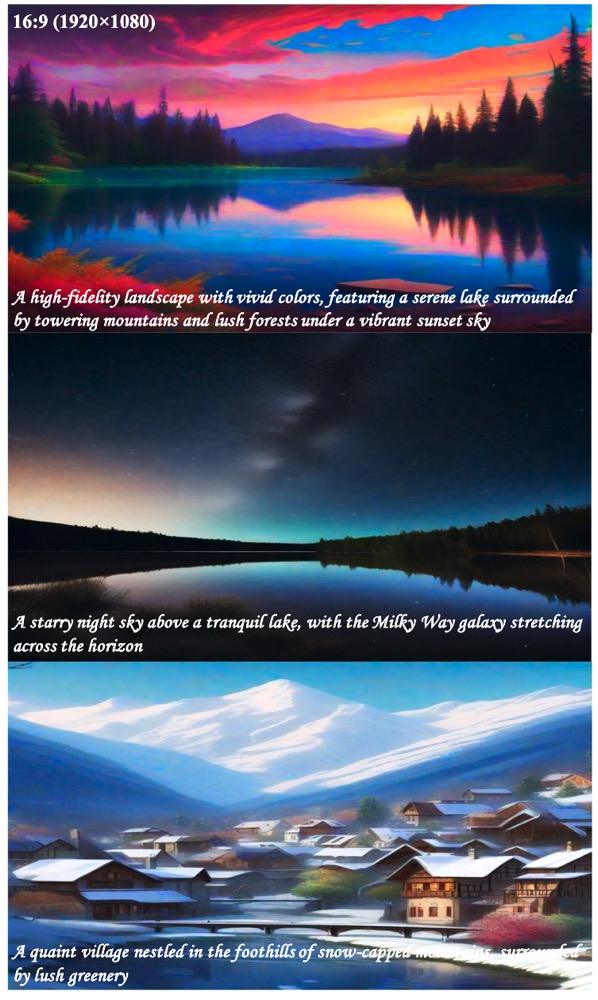 16:9 (1920×1080)
A high-fidelity landscape with vivid colors, featuring a serene lake surrounded
by towering mountains and lush forests under a vibrant sunset sky
A starry night sky above a tranquil lake, with the Milky Way galaxy stretching
across the horizon
A quaint village nestled in the foothills of snow-capped mountains, surrounded
by lush greenery